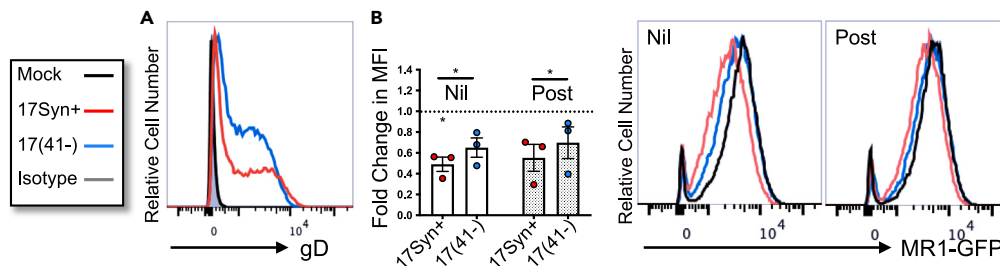 Mock
17Syn+
17(41-)
Isotype
A
Relative Cell Number
0
10⁴
gD
B
Fold Change in MFI
1.4
1.2
1.0
0.8
0.6
0.4
0.2
0.0
*
Nil
*
*
Post
17Syn+
17(41-)
17Syn+
17(41-)
Relative Cell Number
Nil
Post
0
10⁴
0
10⁴
MR1-GFP